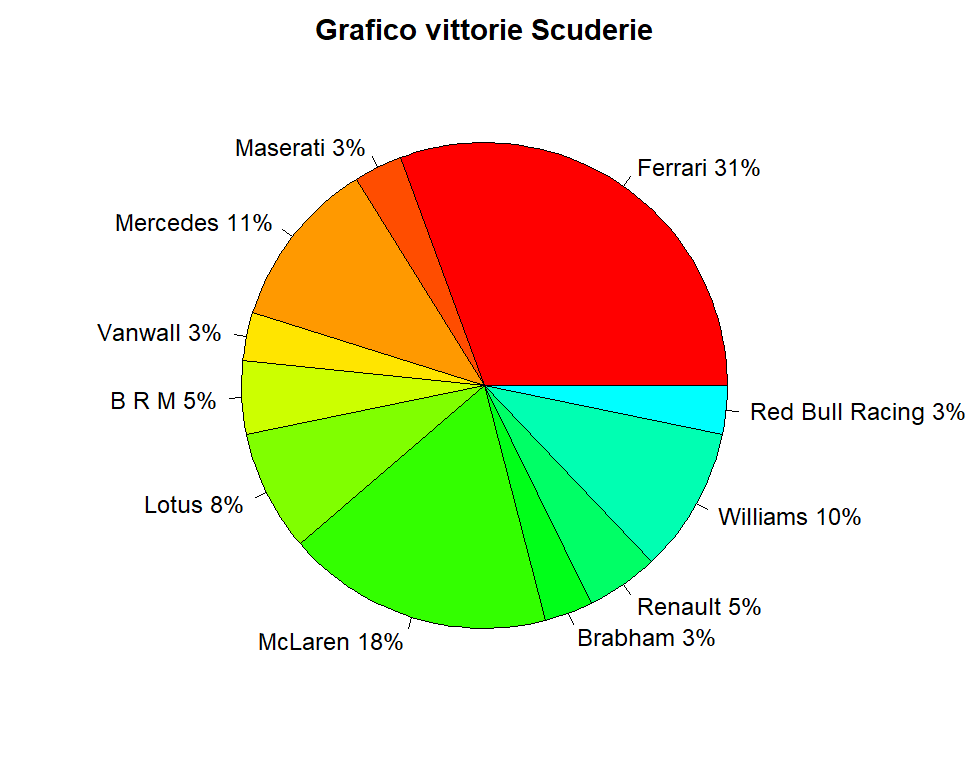 Grafico vittorie Scuderie
Maserati 3%
Ferrari 31%
Mercedes 11%
Vanwall 3%
B R M 5%
Red Bull Racing 3%
Lotus 8%
Williams 10%
Renault 5%
Brabham 3%
McLaren 18%